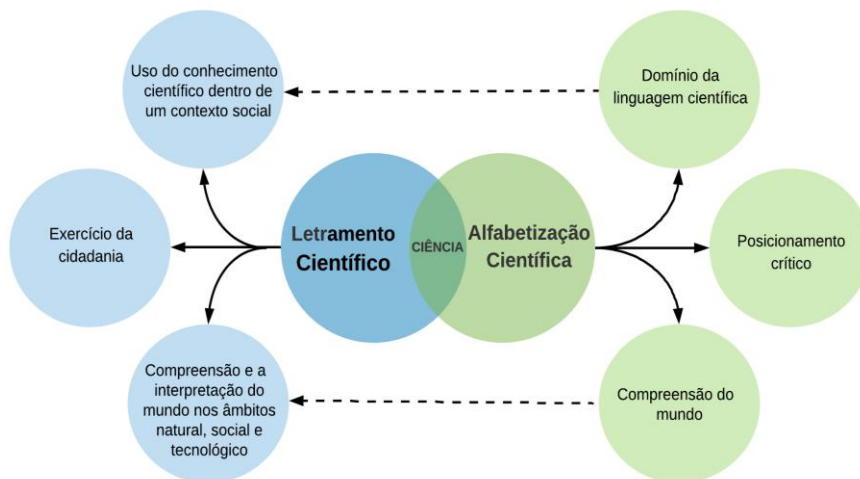 Uso do conhecimento
científico dentro de
um contexto social
Domínio da
linguagem científica
Exercício da
cidadania
Letramento
Científico
CIÊNCIA
Alfabetização
Científica
Posicionamento
crítico
Compreensão e a
interpretação do
mundo nos âmbitos
natural, social e
tecnológico
Compreensão do
mundo